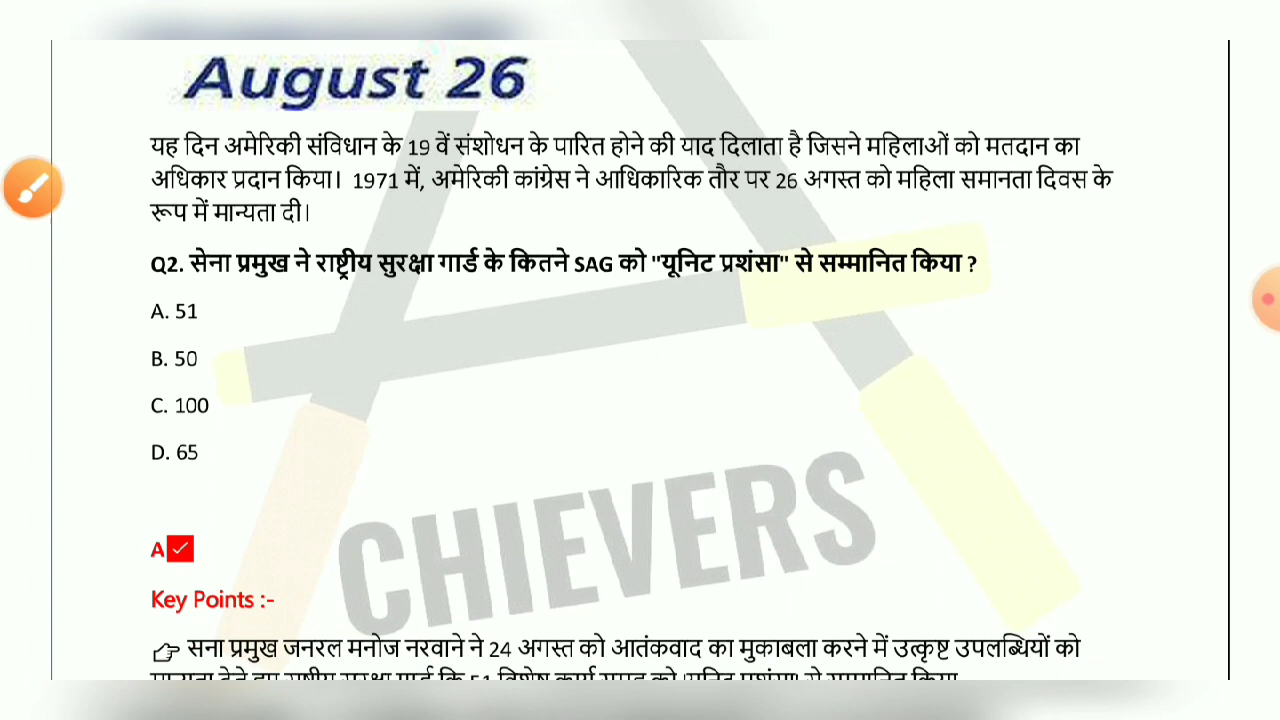 August 26
यह दिन अमेरिकी संविधान के 19 वें संशोधन के पारित होने की याद दिलाता है जिसने महिलाओं को मतदान का
अधिकार प्रदान किया। 1971 में, अमेरिकी कांग्रेस ने आधिकारिक तौर पर 26 अगस्त को महिला समानता दिवस के
रूप में मान्यता दी।
Q2. सेना प्रमुख ने राष्ट्रीय सुरक्षा गार्ड के कितने SAG को "यूनिट प्रशंसा" से सम्मानित किया ?
A. 51
B. 50
C. 100
D. 65
CHIEVERS
A
Key Points :-
सना प्रमुख जनरल मनोज नरवाने ने 24 अगस्त को आतंकवाद का मुकाबला करने में उत्कृष्ट उपलब्धियों को